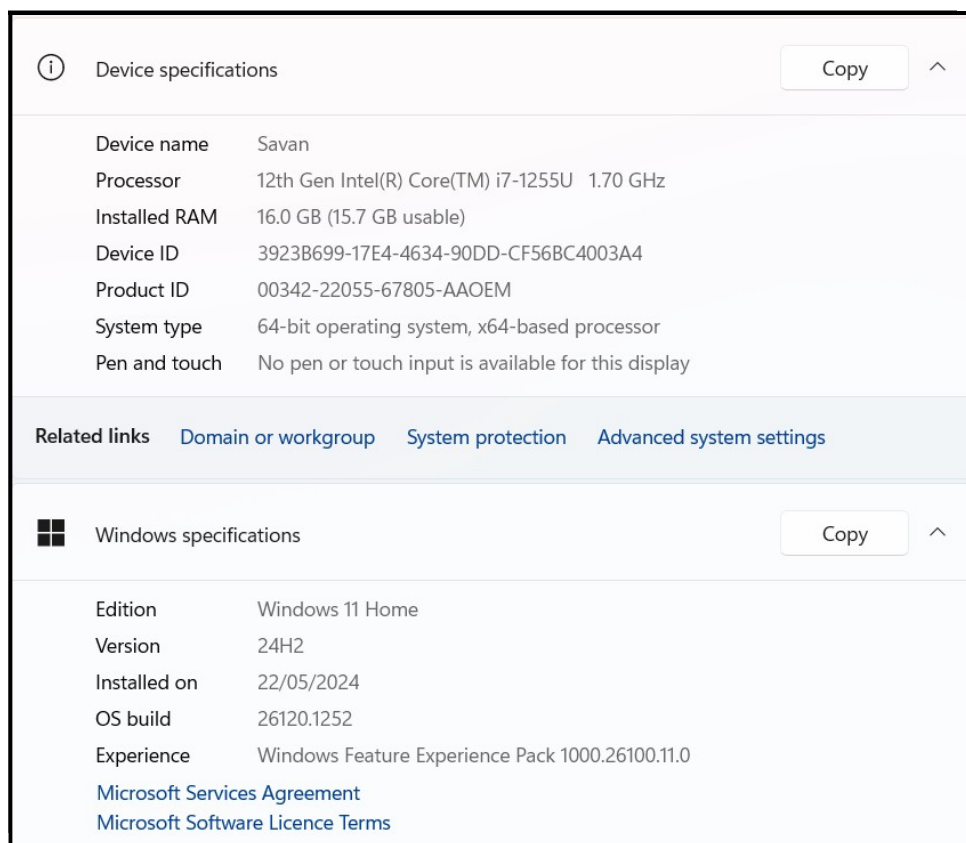 Device specifications Copy
Device name Savan
Processor 12th Gen Intel(R) Core(TM) i7-1255U 1.70 GHz
Installed RAM 16.0 GB (15.7 GB usable)
Device ID 3923B699-17E4-4634-90DD-CF56BC4003A4
Product ID 00342-22055-67805-AAOEM
System type 64-bit operating system, x64-based processor
Pen and touch No pen or touch input is available for this display
Related links Domain or workgroup System protection Advanced system settings
Windows specifications Copy
Edition Windows 11 Home
Version 24H2
Installed on 22/05/2024
OS build 26120.1252
Experience Windows Feature Experience Pack 1000.26100.11.0
Microsoft Services Agreement
Microsoft Software Licence Terms